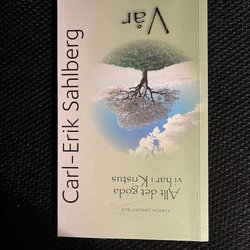 Carl-Erik Sahlberg
Allt det goda
vi har i Kristus
Vår